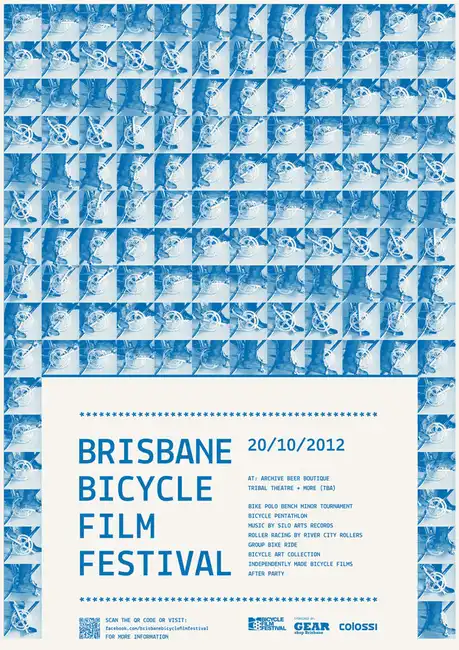 ****************************************************
BRISBANE
BICYCLE
FILM
FESTIVAL
20/10/2012
AT: ARCHIVE BEER BOUTIQUE
TRIBAL THEATRE + MORE (TBA)
BIKE POLO BENCH MINOR TOURNAMENT
BICYCLE PENTATHLON
MUSIC BY SILO ARTS RECORDS
ROLLER RACING BY RIVER CITY ROLLERS
GROUP BIKE RIDE
BICYCLE ART COLLECTION
INDEPENDENTLY MADE BICYCLE FILMS
AFTER PARTY
****************************************************
SCAN THE QR CODE OR VISIT:
facebook.com/brisbanebicyclefilmfestival
FOR MORE INFORMATION
BICYCLE
FILM
FESTIVAL
GEAR
shop Brisbane
colossi